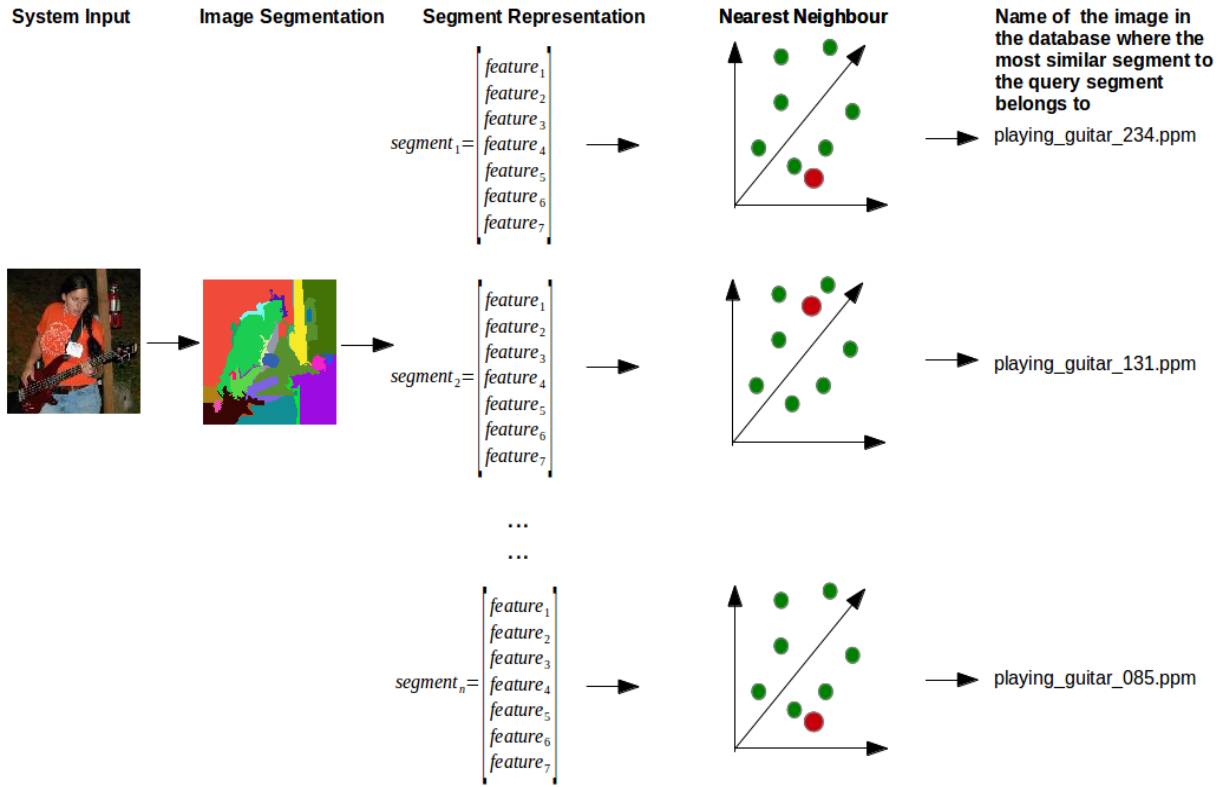 System Input
Image Segmentation
Segment Representation
Nearest Neighbour
Name of the image in
the database where the
most similar segment to
the query segment
belongs to
segment₁=
feature₁
feature₂
feature₃
feature₄
feature₅
feature₆
feature₇
playing_guitar_234.ppm
segment₂=
feature₁
feature₂
feature₃
feature₄
feature₅
feature₆
feature₇
playing_guitar_131.ppm
...
...
segmentₙ=
feature₁
feature₂
feature₃
feature₄
feature₅
feature₆
feature₇
playing_guitar_085.ppm